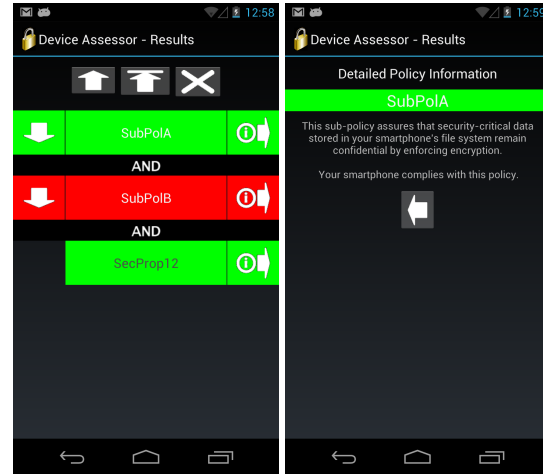 12:58
Device Assessor - Results
SubPolA
AND
SubPolB
AND
SecProp12
12:59
Device Assessor - Results
Detailed Policy Information
SubPolA
This sub-policy assures that security-critical data
stored in your smartphone's file system remain
confidential by enforcing encryption.
Your smartphone complies with this policy.